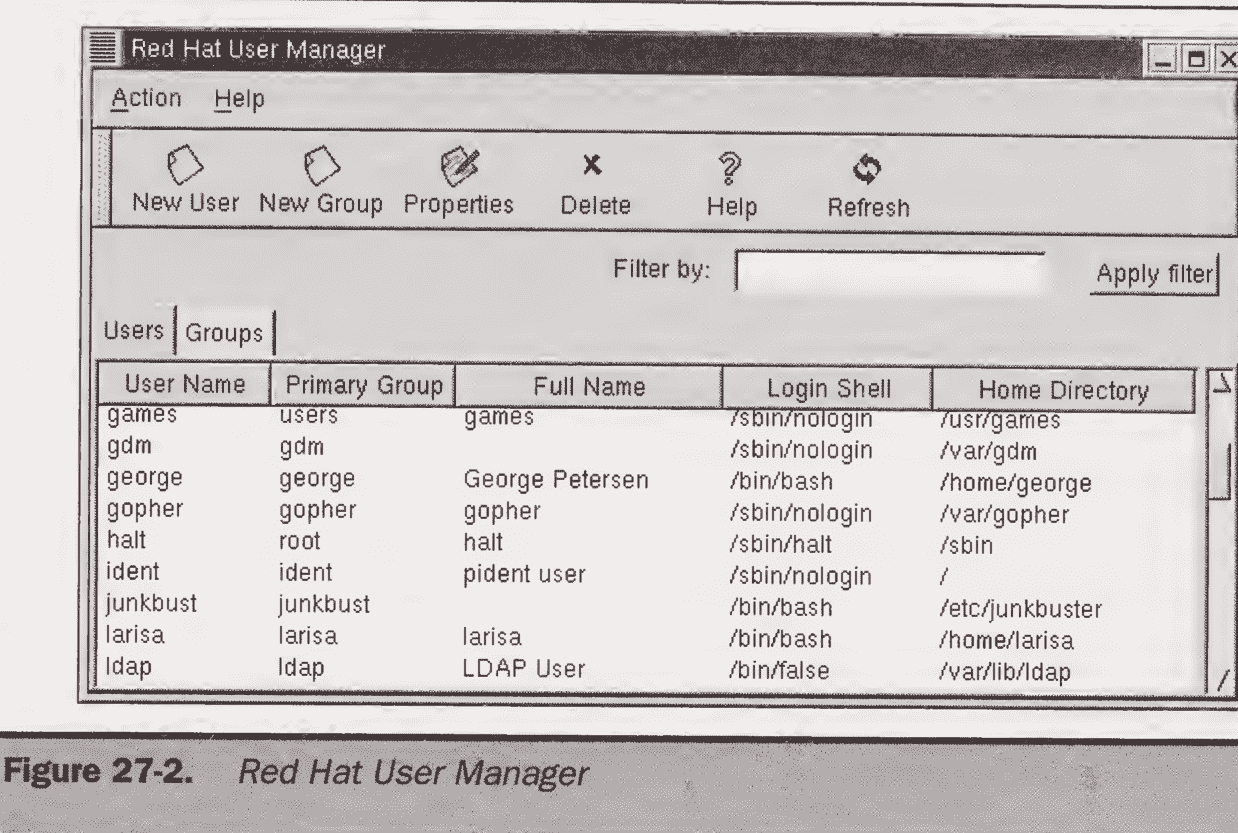 Red Hat User Manager
Action Help
New User New Group Properties Delete Help Refresh
Filter by: Apply filter
Users Groups
User Name Primary Group Full Name Login Shell Home Directory
games users games /sbin/nologin /usr/games
gdm gdm /sbin/nologin /var/gdm
george george George Petersen /bin/bash /home/george
gopher gopher gopher /sbin/nologin /var/gopher
halt root halt /sbin/halt /sbin
ident ident pident user /sbin/nologin /
junkbust junkbust /bin/bash /etc/junkbuster
larisa larisa larisa /bin/bash /home/larisa
ldap ldap LDAP User /bin/false /var/lib/ldap
Figure 27-2. Red Hat User Manager